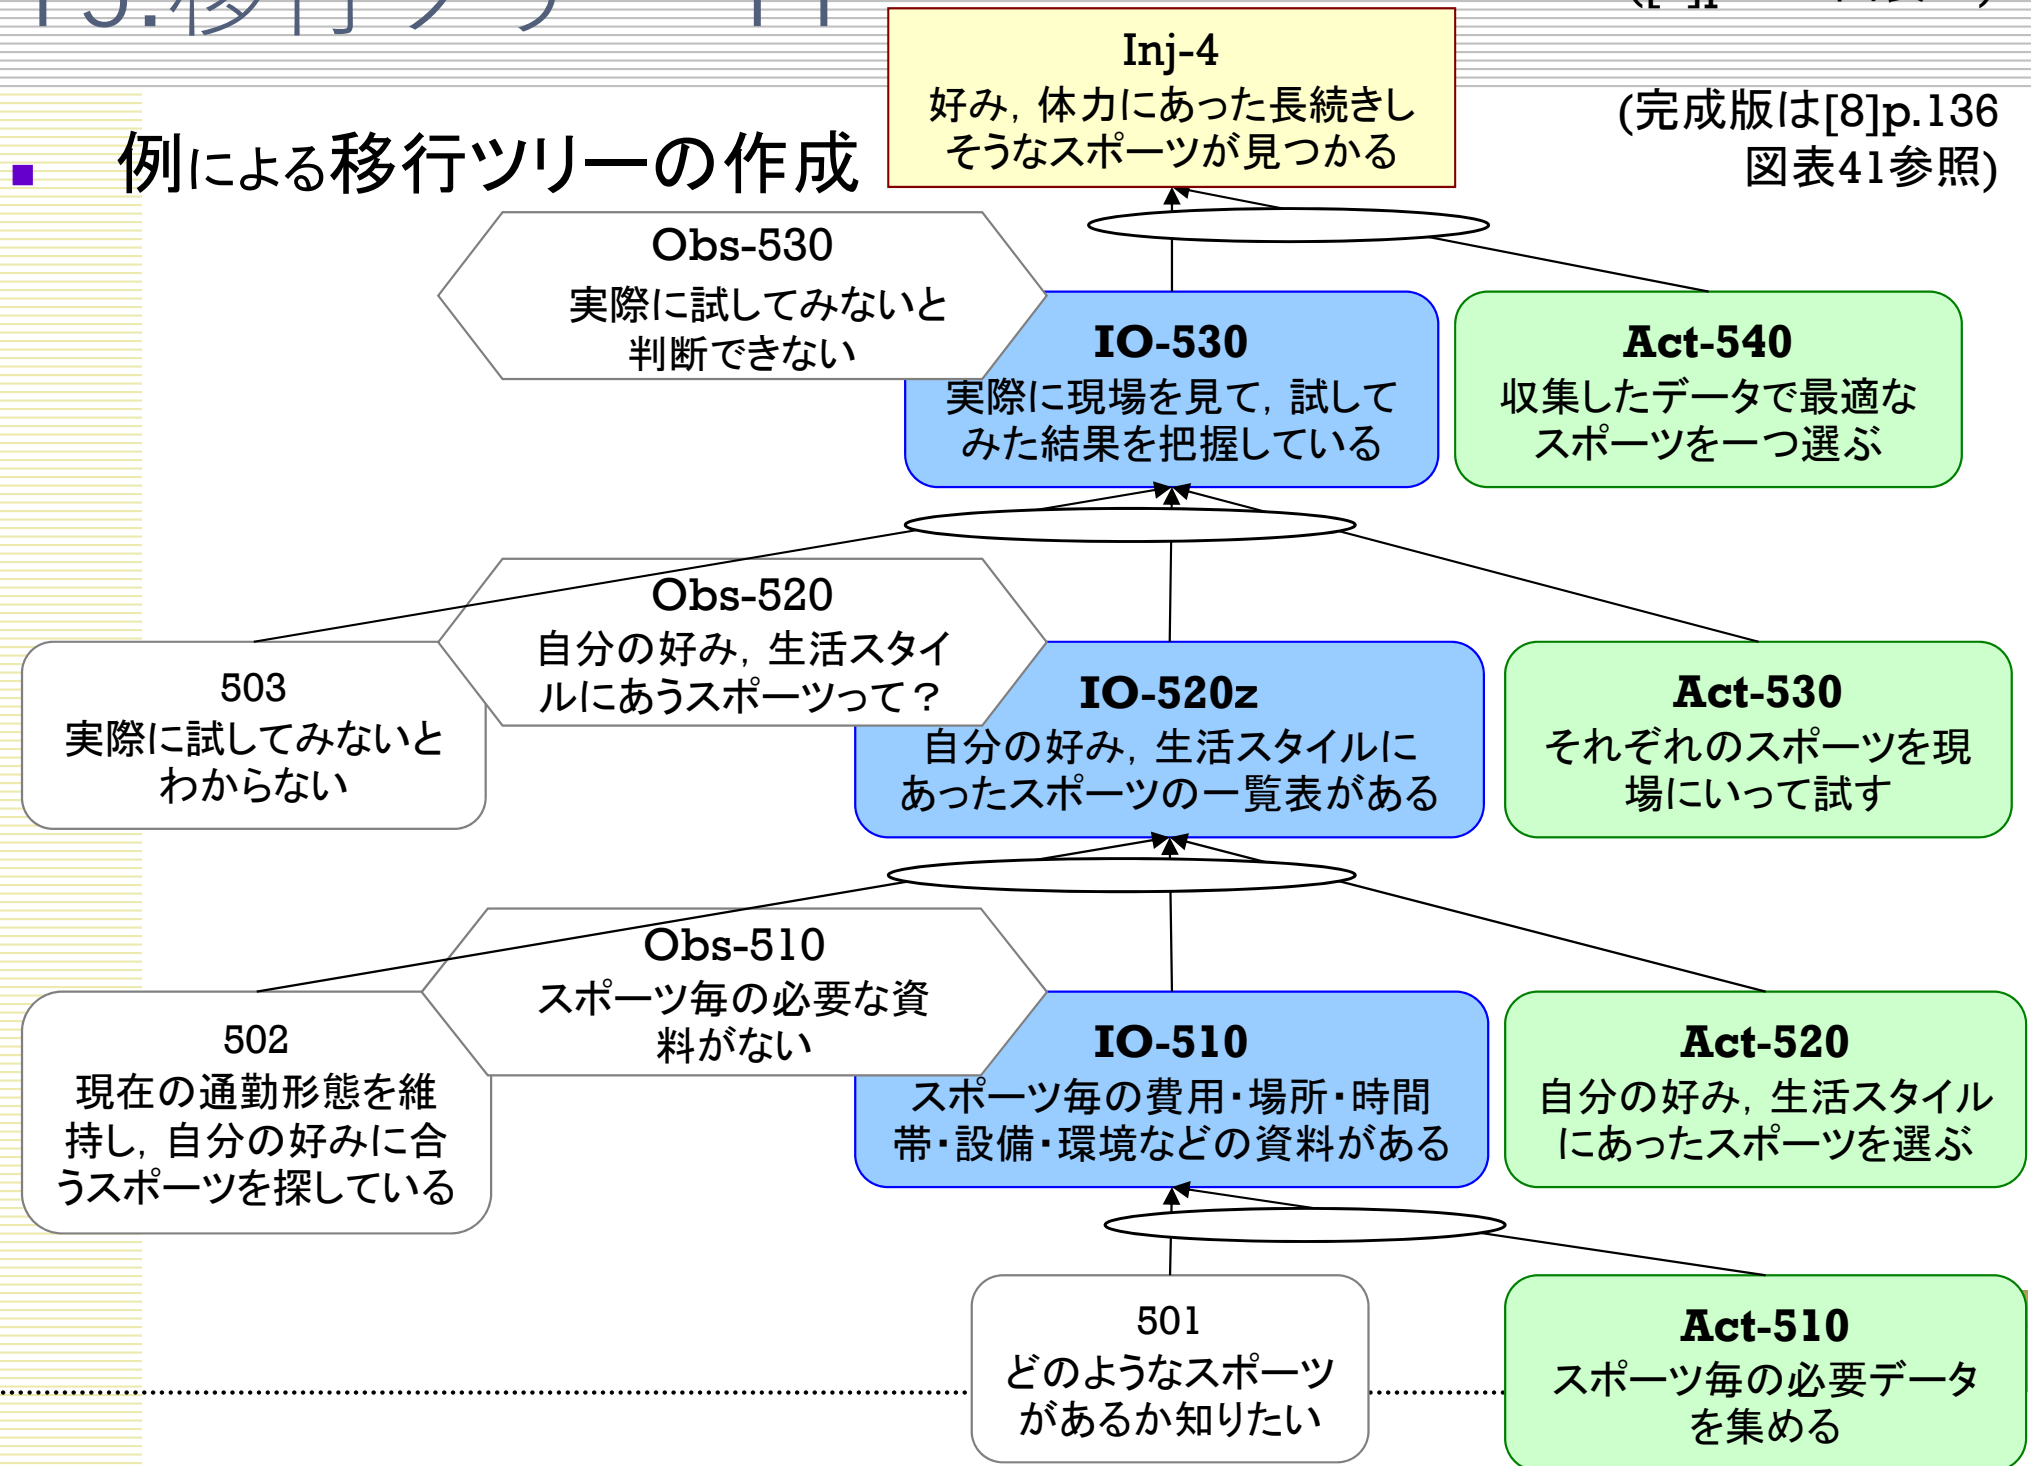 Inj-4
好み, 体力にあった長続きし
そうなスポーツが見つかる
(完成版は[8]p.136
図表41参照)
例による移行ツリーの作成
Obs-530
実際に試してみないと
判断できない
IO-530
実際に現場を見て, 試して
みた結果を把握している
Act-540
収集したデータで最適な
スポーツを一つ選ぶ
Obs-520
自分の好み, 生活スタイ
ルにあうスポーツって？
503
実際に試してみないと
わからない
IO-520z
自分の好み, 生活スタイルに
あったスポーツの一覧表がある
Act-530
それぞれのスポーツを現
場にいって試す
Obs-510
スポーツ毎の必要な資
料がない
502
現在の通勤形態を維
持し, 自分の好みに合
うスポーツを探している
IO-510
スポーツ毎の費用・場所・時間
帯・設備・環境などの資料がある
Act-520
自分の好み, 生活スタイル
にあったスポーツを選ぶ
501
どのようなスポーツ
があるか知りたい
Act-510
スポーツ毎の必要データ
を集める